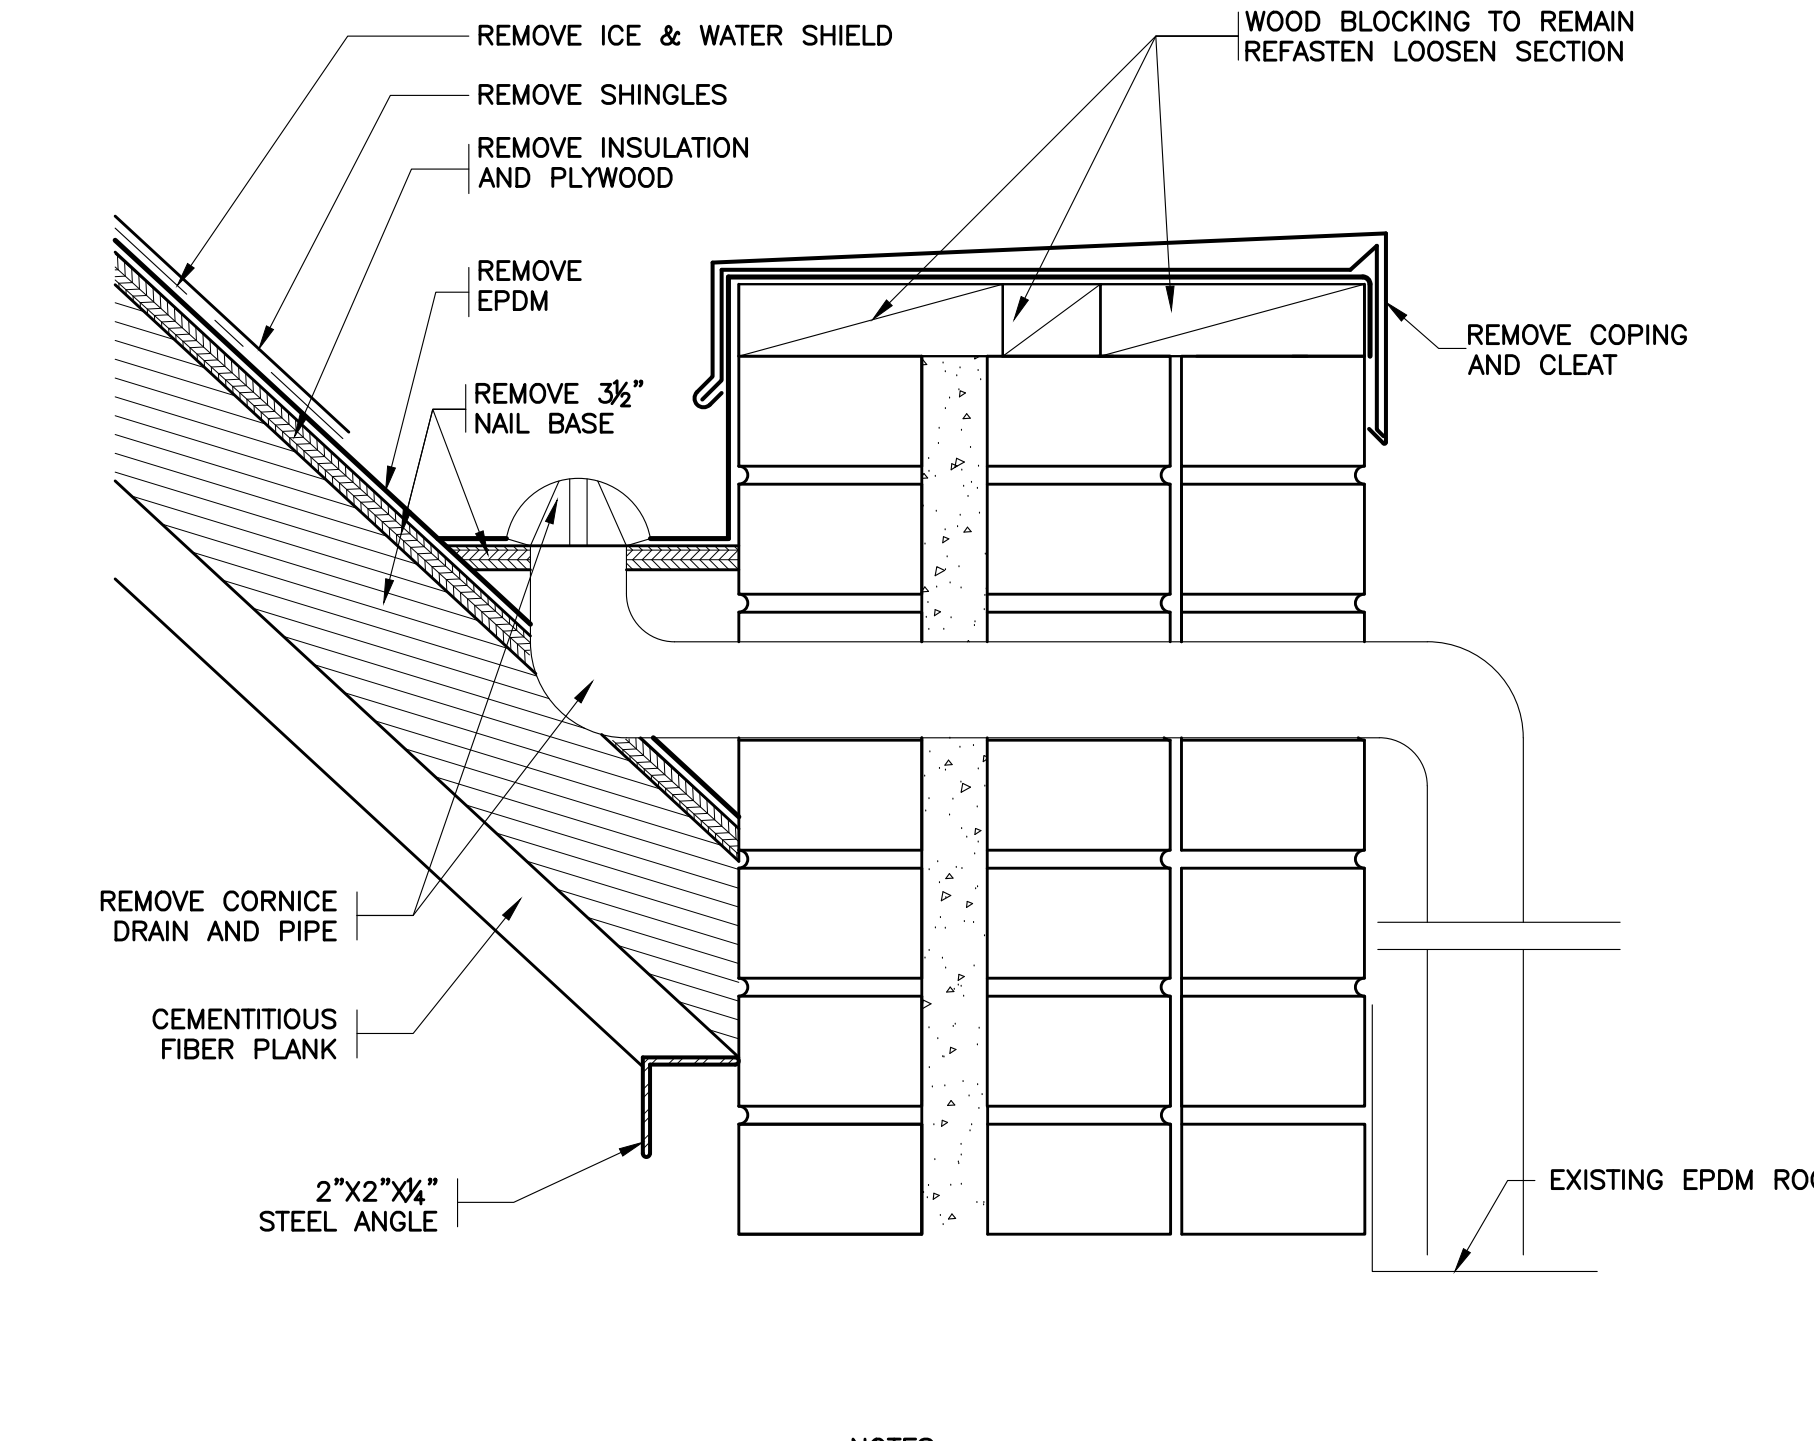 REMOVE ICE & WATER SHIELD
REMOVE SHINGLES
REMOVE INSULATION
AND PLYWOOD
REMOVE
EPDM
REMOVE 3½"
NAIL BASE
WOOD BLOCKING TO REMAIN
REFASTEN LOOSEN SECTION
REMOVE COPING
AND CLEAT
REMOVE CORNICE
DRAIN AND PIPE
CEMENTITIOUS
FIBER PLANK
2"X2"X¼"
STEEL ANGLE
EXISTING EPDM